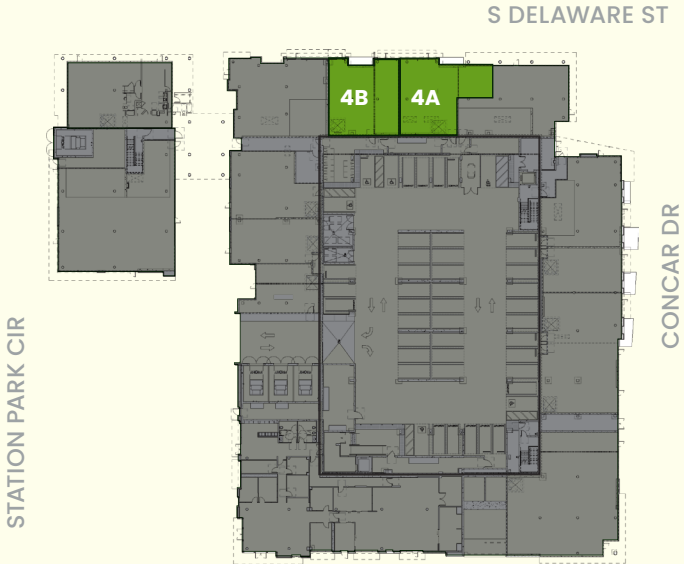 S DELAWARE ST
4B
4A
CONCAR DR
STATION PARK CIR